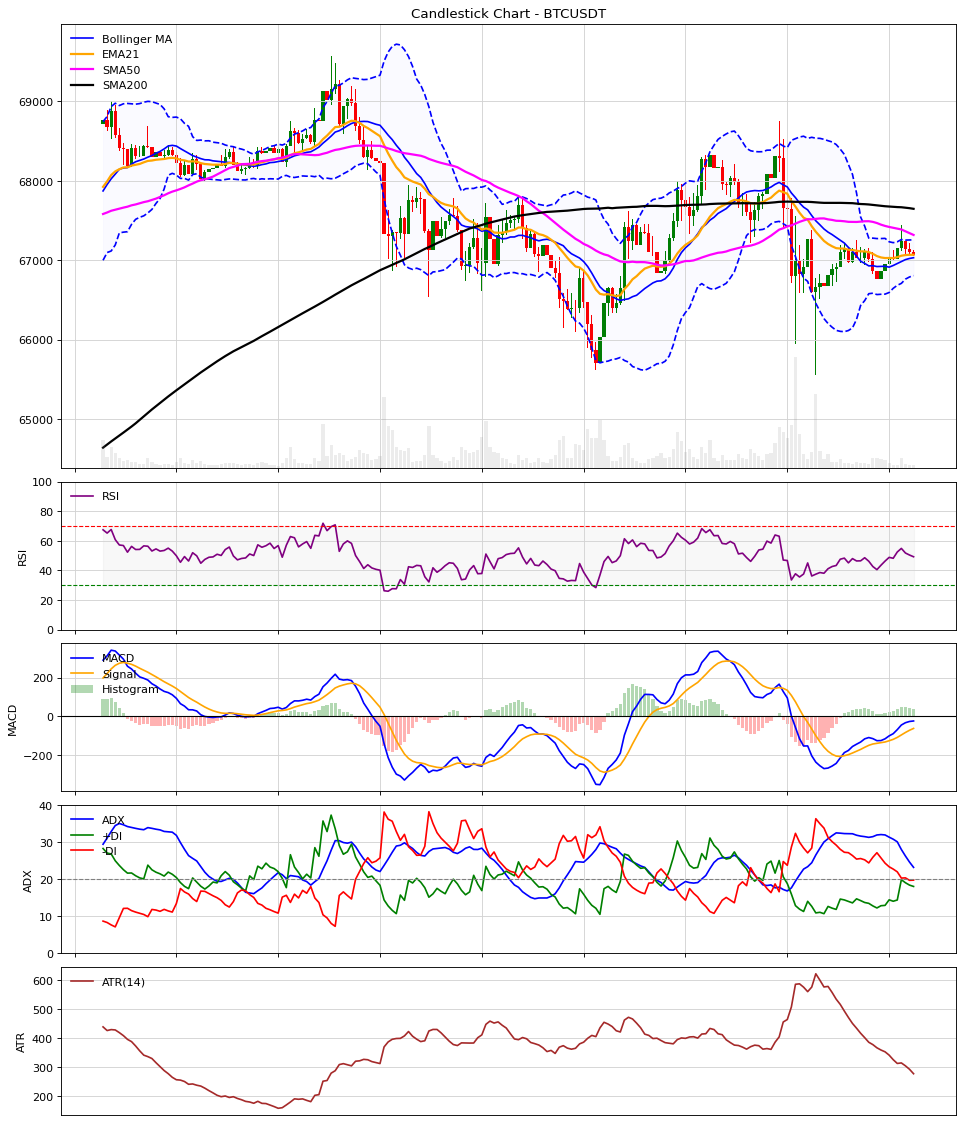 Candlestick Chart - BTCUSDT
Bollinger MA
EMA21
SMA50
SMA200
69000
68000
67000
66000
65000
RSI
RSI
100
80
60
40
20
0
MACD
Signal
Histogram
MACD
200
0
−200
ADX
+DI
-DI
ADX
40
30
20
10
0
ATR(14)
ATR
600
500
400
300
200